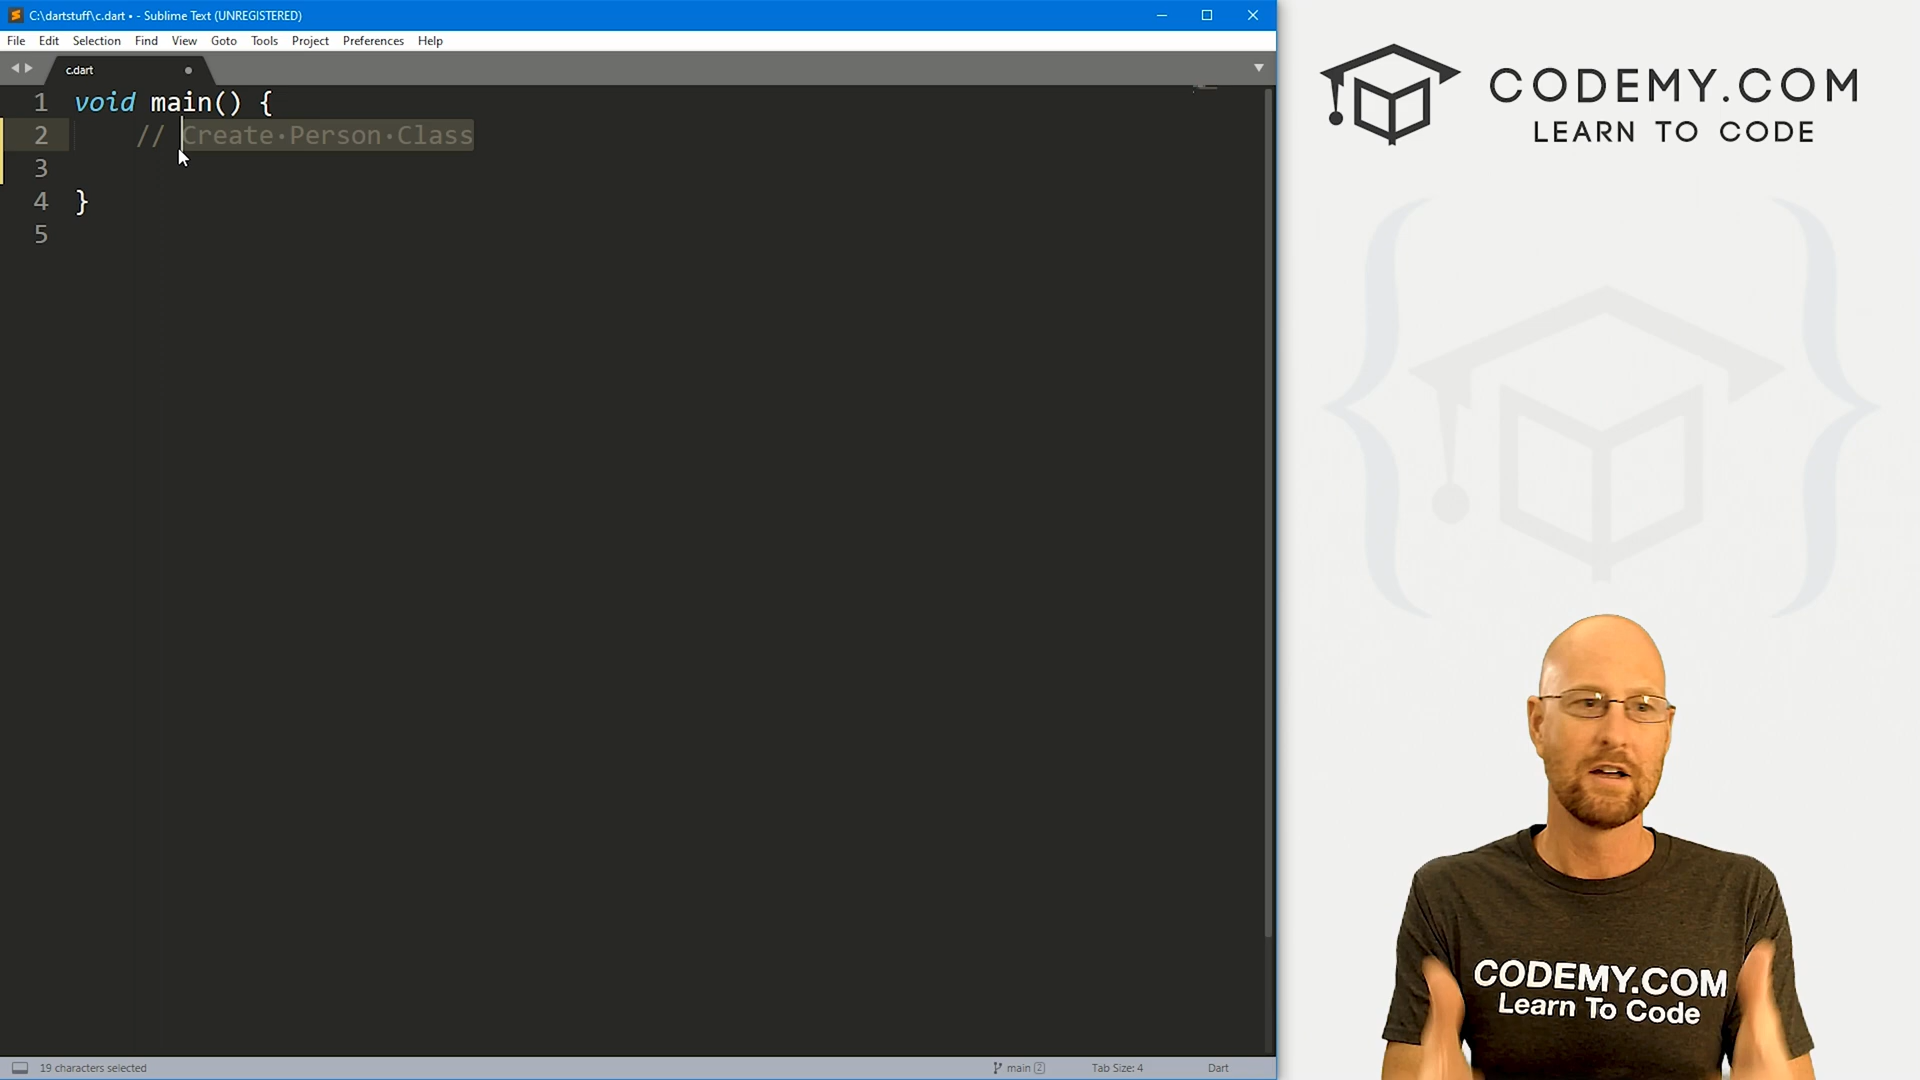 C:\dartstuff\c.dart • - Sublime Text (UNREGISTERED)
File Edit Selection Find View Goto Tools Project Preferences Help
c.dart
1 void main() {
2 // Create·Person·Class
3
4 }
5
19 characters selected
main 2
Tab Size: 4
Dart
CODEMY.COM
LEARN TO CODE
CODEMY.COM
Learn To Code